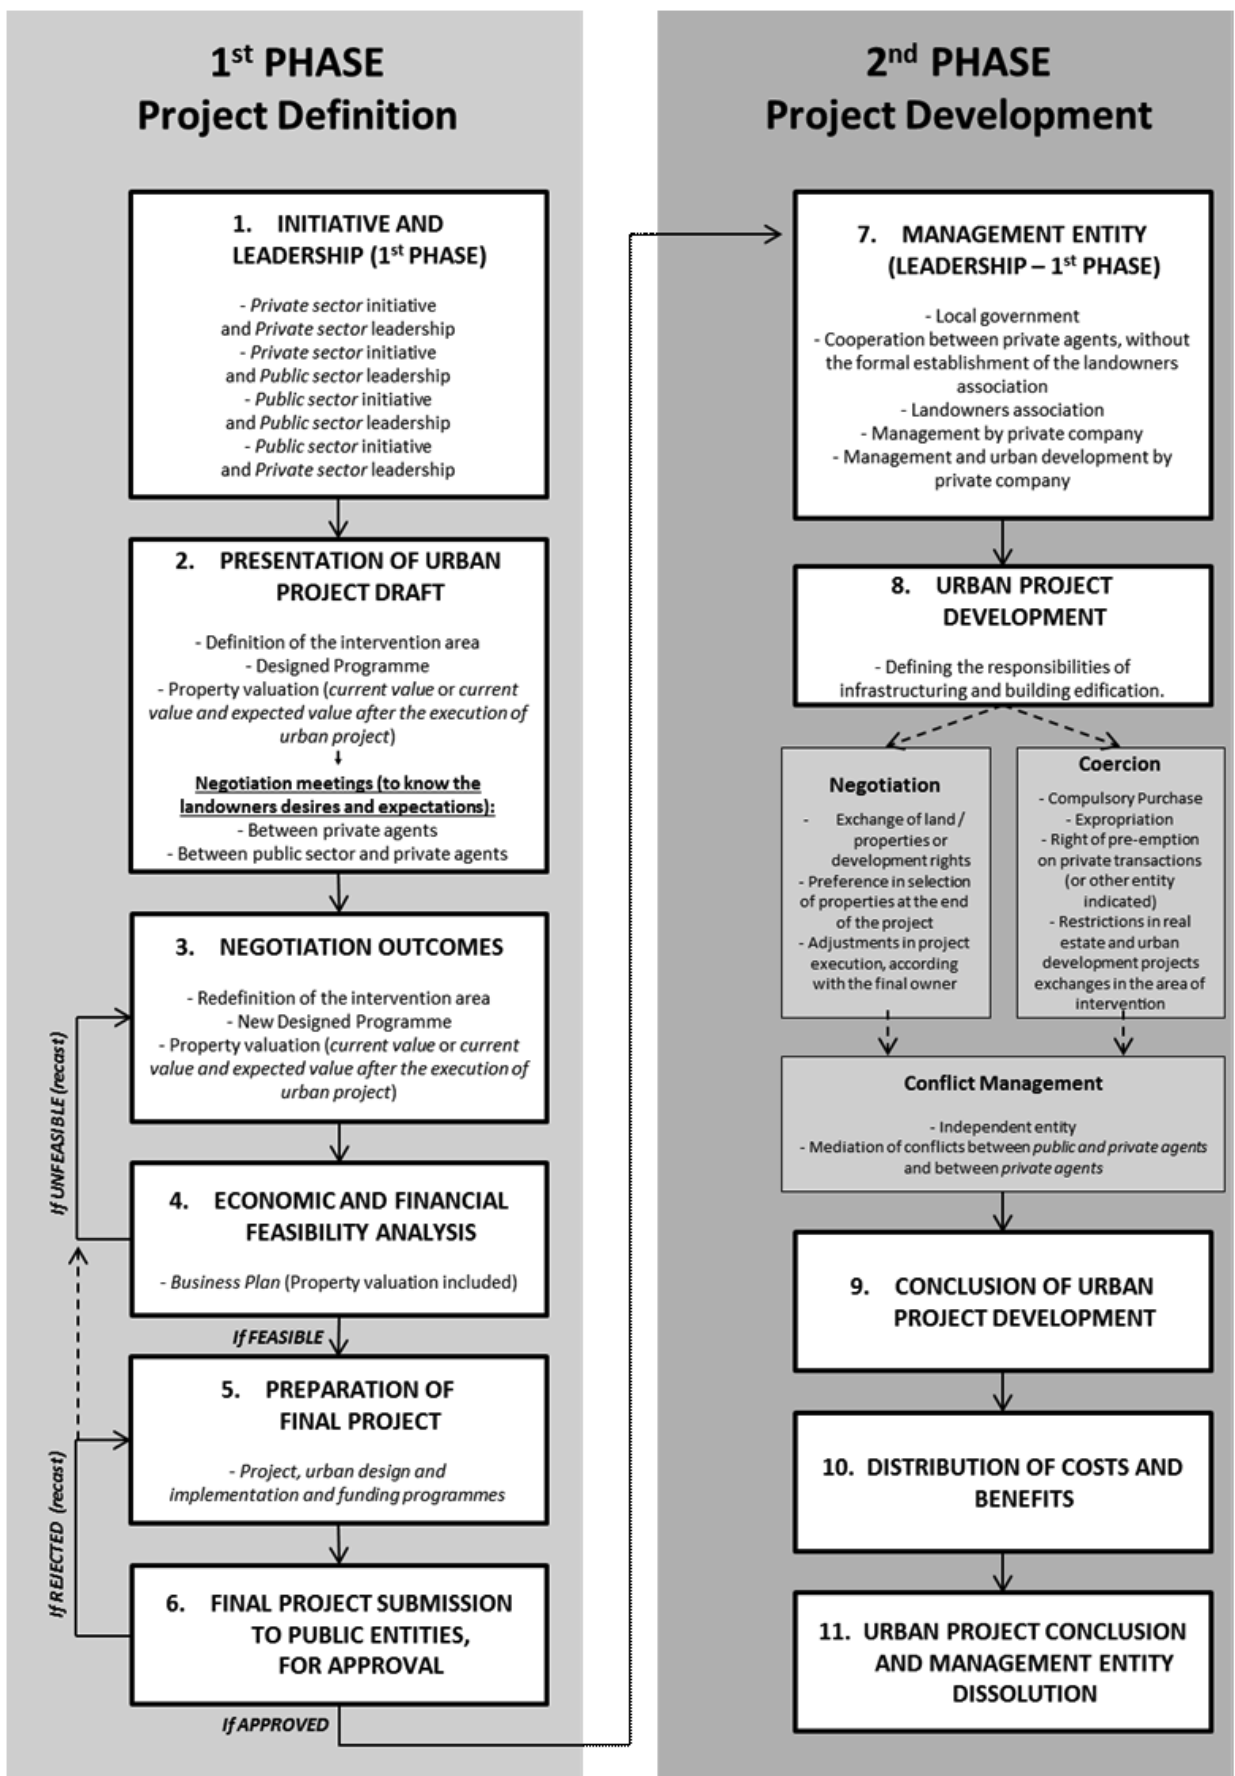 1st PHASE
Project Definition
1. INITIATIVE AND
LEADERSHIP (1st PHASE)
- Private sector initiative
and Private sector leadership
- Private sector initiative
and Public sector leadership
- Public sector initiative
and Public sector leadership
- Public sector initiative
and Private sector leadership
2. PRESENTATION OF URBAN
PROJECT DRAFT
- Definition of the intervention area
- Designed Programme
- Property valuation (current value or current
value and expected value after the execution of
urban project)
Negotiation meetings (to know the
landowners desires and expectations):
- Between private agents
- Between public sector and private agents
3. NEGOTIATION OUTCOMES
- Redefinition of the intervention area
- New Designed Programme
- Property valuation (current value or current
value and expected value after the execution of
urban project)
If UNFEASIBLE (recast)
4. ECONOMIC AND FINANCIAL
FEASIBILITY ANALYSIS
- Business Plan (Property valuation included)
If FEASIBLE
5. PREPARATION OF
FINAL PROJECT
- Project, urban design and
implementation and funding programmes
If REJECTED (recast)
6. FINAL PROJECT SUBMISSION
TO PUBLIC ENTITIES,
FOR APPROVAL
If APPROVED
2nd PHASE
Project Development
7. MANAGEMENT ENTITY
(LEADERSHIP – 1st PHASE)
- Local government
- Cooperation between private agents, without
the formal establishment of the landowners
association
- Landowners association
- Management by private company
- Management and urban development by
private company
8. URBAN PROJECT
DEVELOPMENT
- Defining the responsibilities of
infrastructuring and building edification.
Negotiation
- Exchange of land /
properties or
development rights
- Preference in selection
of properties at the end
of the project
- Adjustments in project
execution, according
with the final owner
Coercion
- Compulsory Purchase
- Expropriation
- Right of pre-emption
on private transactions
(or other entity
indicated)
- Restrictions in real
estate and urban
development projects
exchanges in the area of
intervention
Conflict Management
- Independent entity
- Mediation of conflicts between public and private agents
and between private agents
9. CONCLUSION OF URBAN
PROJECT DEVELOPMENT
10. DISTRIBUTION OF COSTS AND
BENEFITS
11. URBAN PROJECT CONCLUSION
AND MANAGEMENT ENTITY
DISSOLUTION